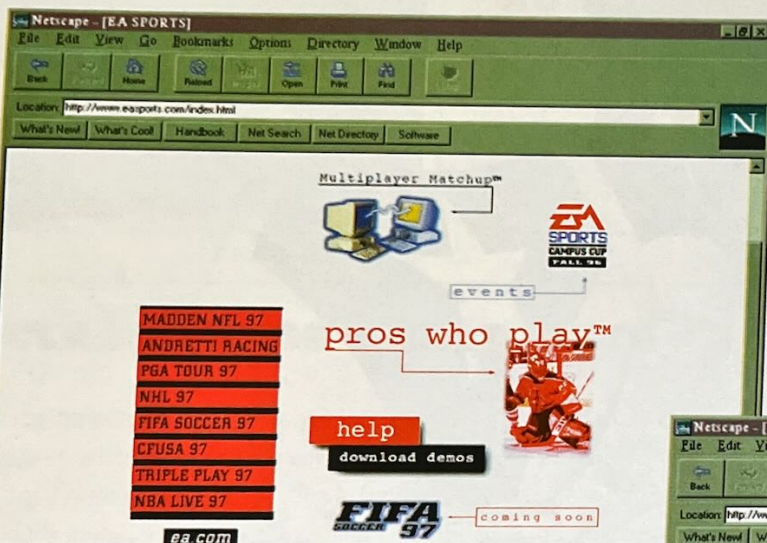 Netscape - [EA SPORTS]
File Edit View Go Bookmarks Options Directory Window Help
Back Forward Home Reload Images Open Print Find Stop
Location: http://www.easports.com/index.html
N
What's New! What's Cool! Handbook Net Search Net Directory Software
Multiplayer Matchup™
EA
SPORTS
CAMPUS CUP
FALL 96
events
pros who play™
MADDEN NFL 97
ANDRETTI RACING
PGA TOUR 97
NHL 97
FIFA SOCCER 97
CFUSA 97
TRIPLE PLAY 97
NBA LIVE 97
ea.com
help
download demos
FIFA
SOCCER 97
coming soon
Netscape - [
File Edit
Back
Location: http://ww
What's New!